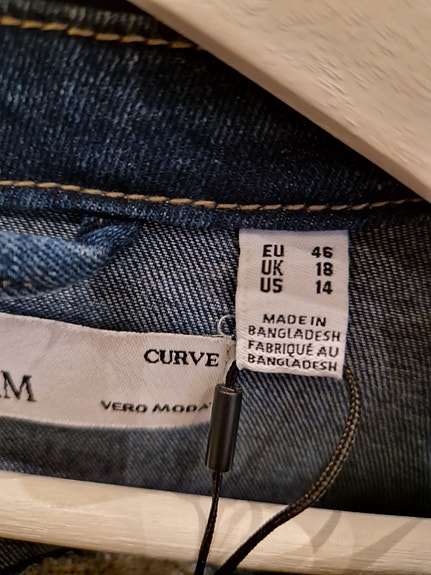 EU 46
UK 18
US 14
MADE IN
BANGLADESH
FABRIQUÉ AU
BANGLADESH
CURVE
M
VERO MODA